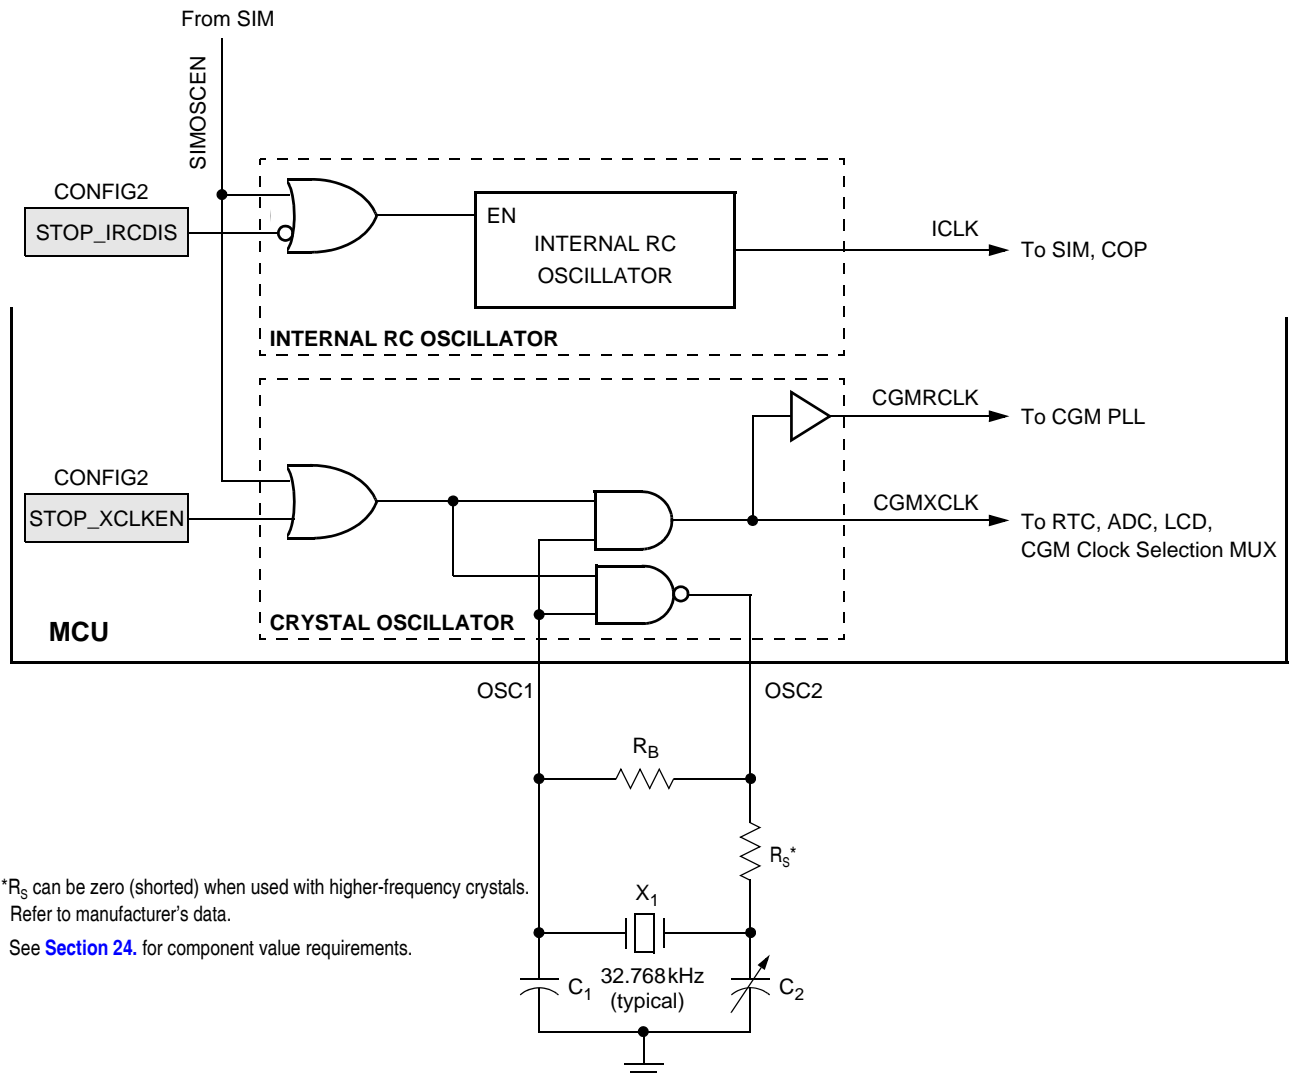 From SIM
SIMOSCEN
CONFIG2
STOP_IRCDIS
EN
INTERNAL RC
OSCILLATOR
ICLK
To SIM, COP
INTERNAL RC OSCILLATOR
CGMRCLK
To CGM PLL
CONFIG2
STOP_XCLKEN
CGMXCLK
To RTC, ADC, LCD,
CGM Clock Selection MUX
MCU
CRYSTAL OSCILLATOR
OSC1
OSC2
RB
RS*
*RS can be zero (shorted) when used with higher-frequency crystals.
Refer to manufacturer's data.
See Section 24. for component value requirements.
X1
32.768kHz
(typical)
C1
C2